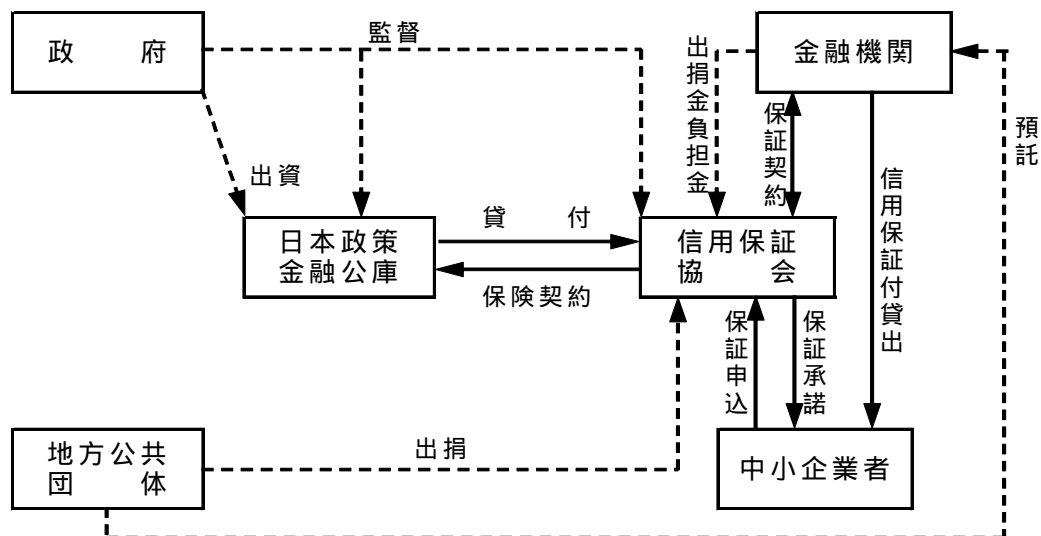 政府
監督
出捐金負担金
金融機関
保証契約
預託
出資
信用保証付貸出
日本政策
金融公庫
貸付
保険契約
信用保証
協会
保証申込
保証承諾
地方公共
団体
出捐
中小企業者